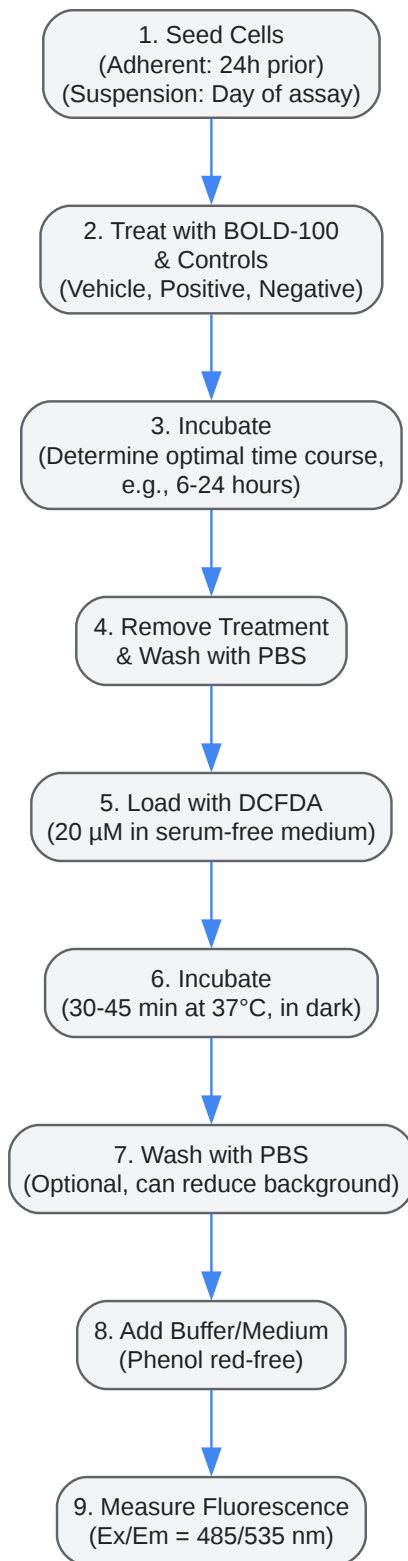 1. Seed Cells
(Adherent: 24h prior)
(Suspension: Day of assay)
2. Treat with BOLD-100
& Controls
(Vehicle, Positive, Negative)
3. Incubate
(Determine optimal time course,
e.g., 6-24 hours)
4. Remove Treatment
& Wash with PBS
5. Load with DCFDA
(20 µM in serum-free medium)
6. Incubate
(30-45 min at 37°C, in dark)
7. Wash with PBS
(Optional, can reduce background)
8. Add Buffer/Medium
(Phenol red-free)
9. Measure Fluorescence
(Ex/Em = 485/535 nm)